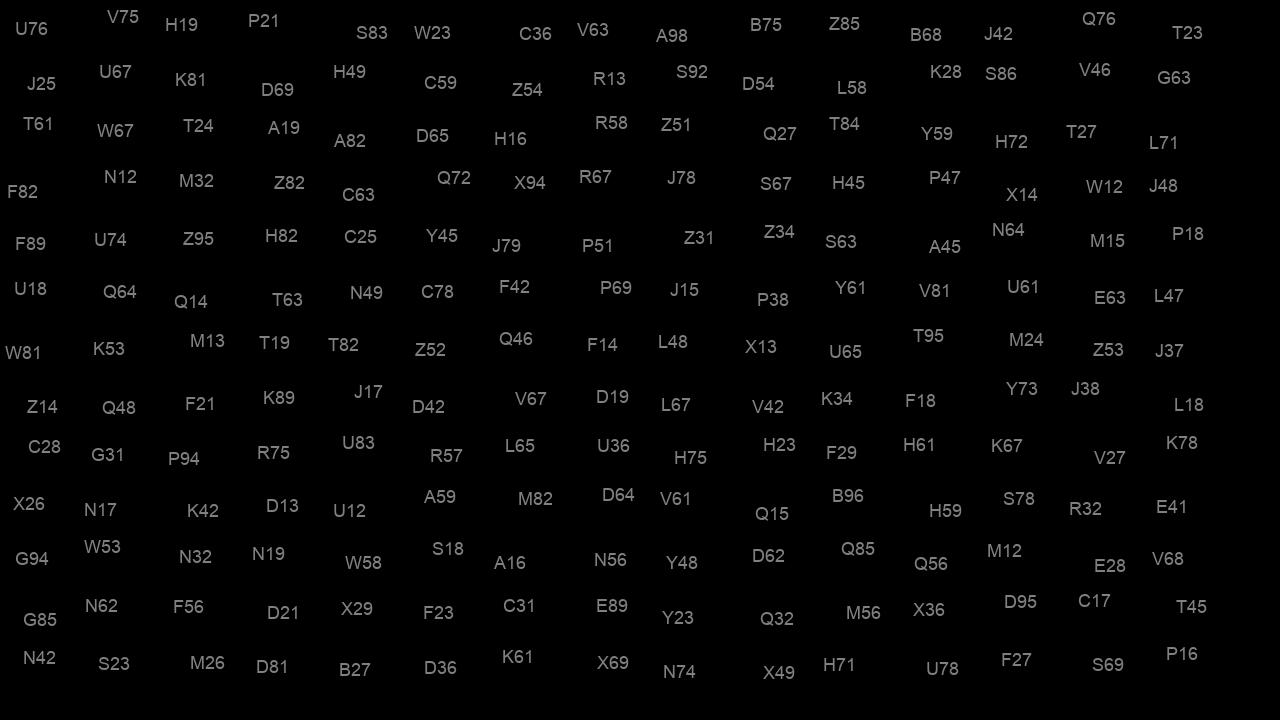 U76 V75 H19 P21 S83 W23 C36 V63 A98 B75 Z85 B68 J42 Q76 T23
J25 U67 K81 D69 H49 C59 Z54 R13 S92 D54 L58 K28 S86 V46 G63
T61 W67 T24 A19 A82 D65 H16 R58 Z51 Q27 T84 Y59 H72 T27 L71
F82 N12 M32 Z82 C63 Q72 X94 R67 J78 S67 H45 P47 X14 W12 J48
F89 U74 Z95 H82 C25 Y45 J79 P51 Z31 Z34 S63 A45 N64 M15 P18
U18 Q64 Q14 T63 N49 C78 F42 P69 J15 P38 Y61 V81 U61 E63 L47
W81 K53 M13 T19 T82 Z52 Q46 F14 L48 X13 U65 T95 M24 Z53 J37
Z14 Q48 F21 K89 J17 D42 V67 D19 L67 V42 K34 F18 Y73 J38 L18
C28 G31 P94 R75 U83 R57 L65 U36 H75 H23 F29 H61 K67 V27 K78
X26 N17 K42 D13 U12 A59 M82 D64 V61 Q15 B96 H59 S78 R32 E41
G94 W53 N32 N19 W58 S18 A16 N56 Y48 D62 Q85 Q56 M12 E28 V68
G85 N62 F56 D21 X29 F23 C31 E89 Y23 Q32 M56 X36 D95 C17 T45
N42 S23 M26 D81 B27 D36 K61 X69 N74 X49 H71 U78 F27 S69 P16